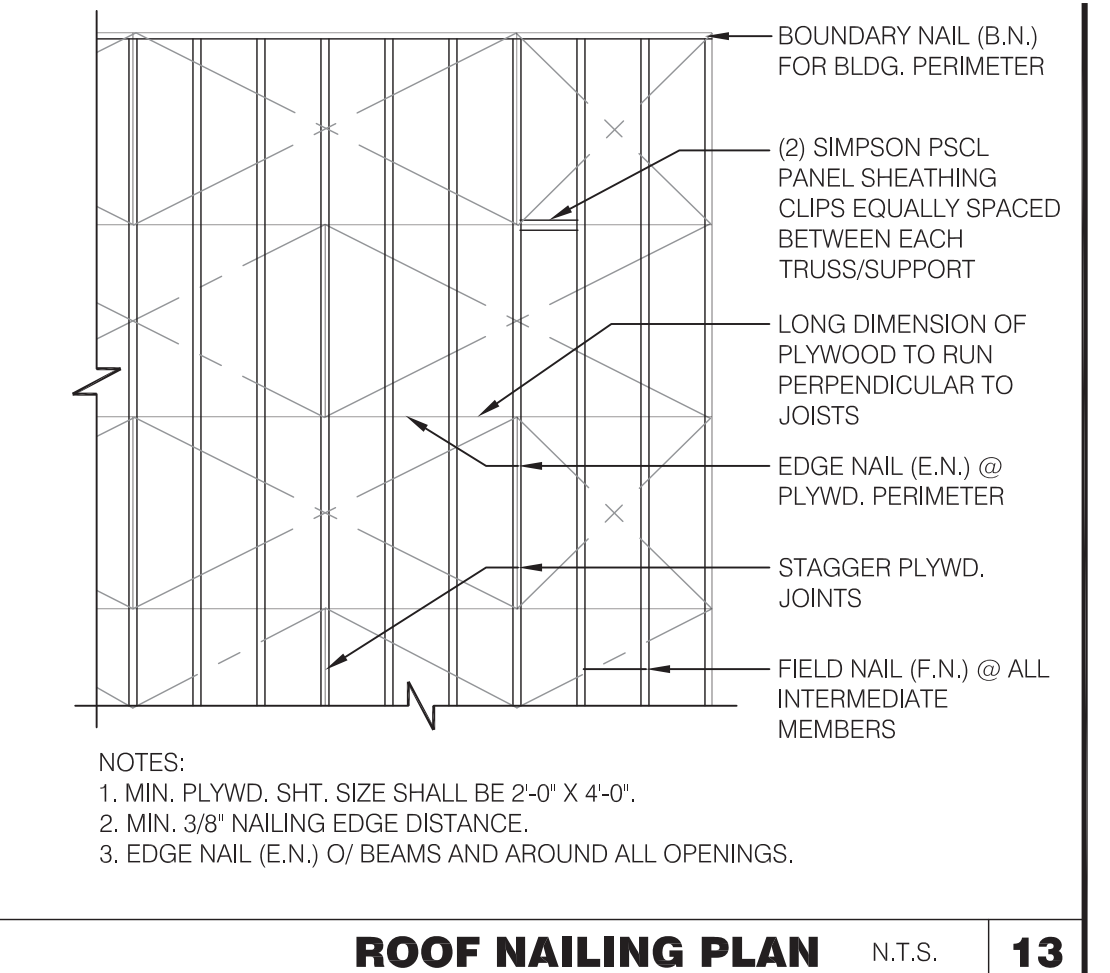 BOUNDARY NAIL (B.N.)
FOR BLDG. PERIMETER
(2) SIMPSON PSCL
PANEL SHEATHING
CLIPS EQUALLY SPACED
BETWEEN EACH
TRUSS/SUPPORT
LONG DIMENSION OF
PLYWOOD TO RUN
PERPENDICULAR TO
JOISTS
EDGE NAIL (E.N.) @
PLYWD. PERIMETER
STAGGER PLYWD.
JOINTS
FIELD NAIL (F.N.) @ ALL
INTERMEDIATE
MEMBERS
NOTES:
1. MIN. PLYWD. SHT. SIZE SHALL BE 2'-0" X 4'-0".
2. MIN. 3/8" NAILING EDGE DISTANCE.
3. EDGE NAIL (E.N.) O/ BEAMS AND AROUND ALL OPENINGS.
ROOF NAILING PLAN N.T.S. 13